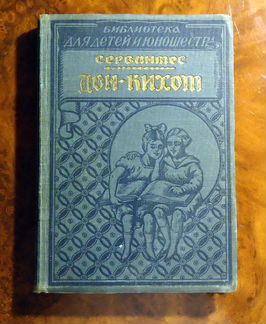 БИБЛИОТЕКА
ДЛЯ ДЕТЕЙ И ЮНОШЕСТВА
СЕРВАНТЕС
ДОН-КИХОТ